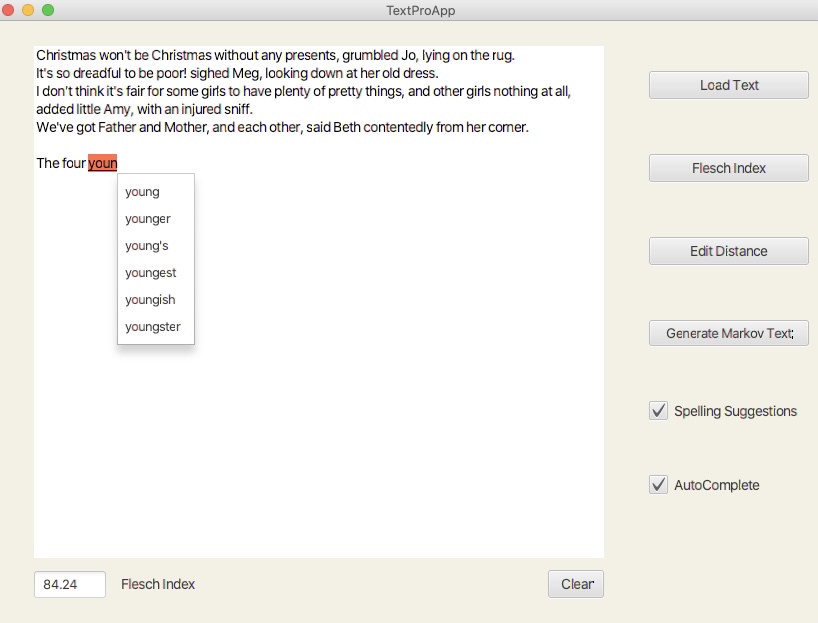 TextProApp
Christmas won't be Christmas without any presents, grumbled Jo, lying on the rug.
It's so dreadful to be poor! sighed Meg, looking down at her old dress.
I don't think it's fair for some girls to have plenty of pretty things, and other girls nothing at all,
added little Amy, with an injured sniff.
We've got Father and Mother, and each other, said Beth contentedly from her corner.
The four youn
young
younger
young's
youngest
youngish
youngster
Load Text
Flesch Index
Edit Distance
Generate Markov Text
Spelling Suggestions
AutoComplete
84.24 Flesch Index
Clear